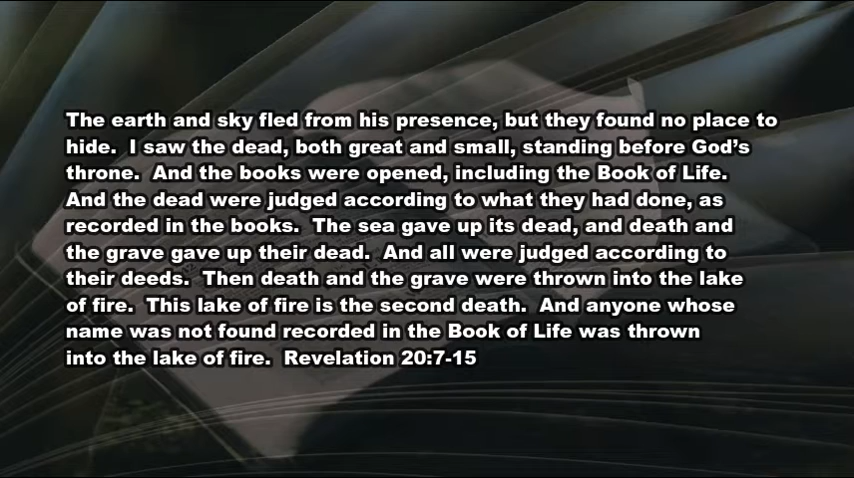 The earth and sky fled from his presence, but they found no place to
hide.  I saw the dead, both great and small, standing before God’s
throne.  And the books were opened, including the Book of Life.
And the dead were judged according to what they had done, as
recorded in the books.  The sea gave up its dead, and death and
the grave gave up their dead.  And all were judged according to
their deeds.  Then death and the grave were thrown into the lake
of fire.  This lake of fire is the second death.  And anyone whose
name was not found recorded in the Book of Life was thrown
into the lake of fire.  Revelation 20:7-15